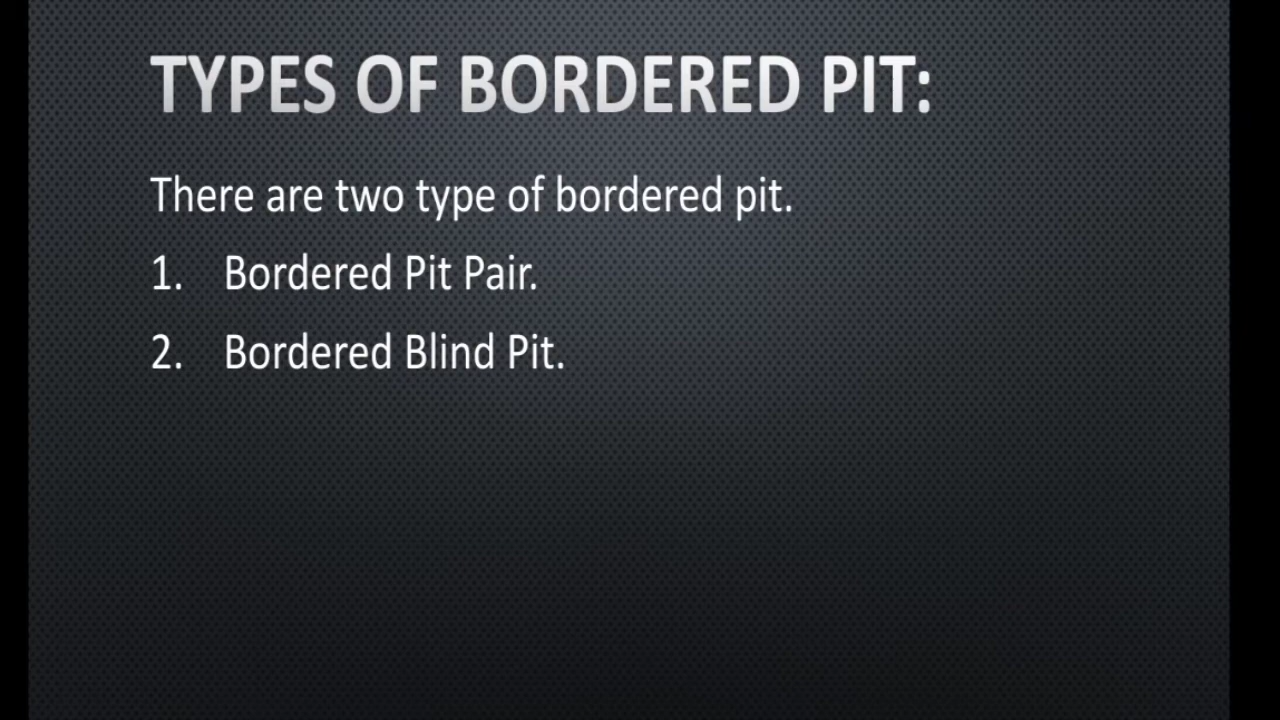 TYPES OF BORDERED PIT:
There are two type of bordered pit.
1. Bordered Pit Pair.
2. Bordered Blind Pit.